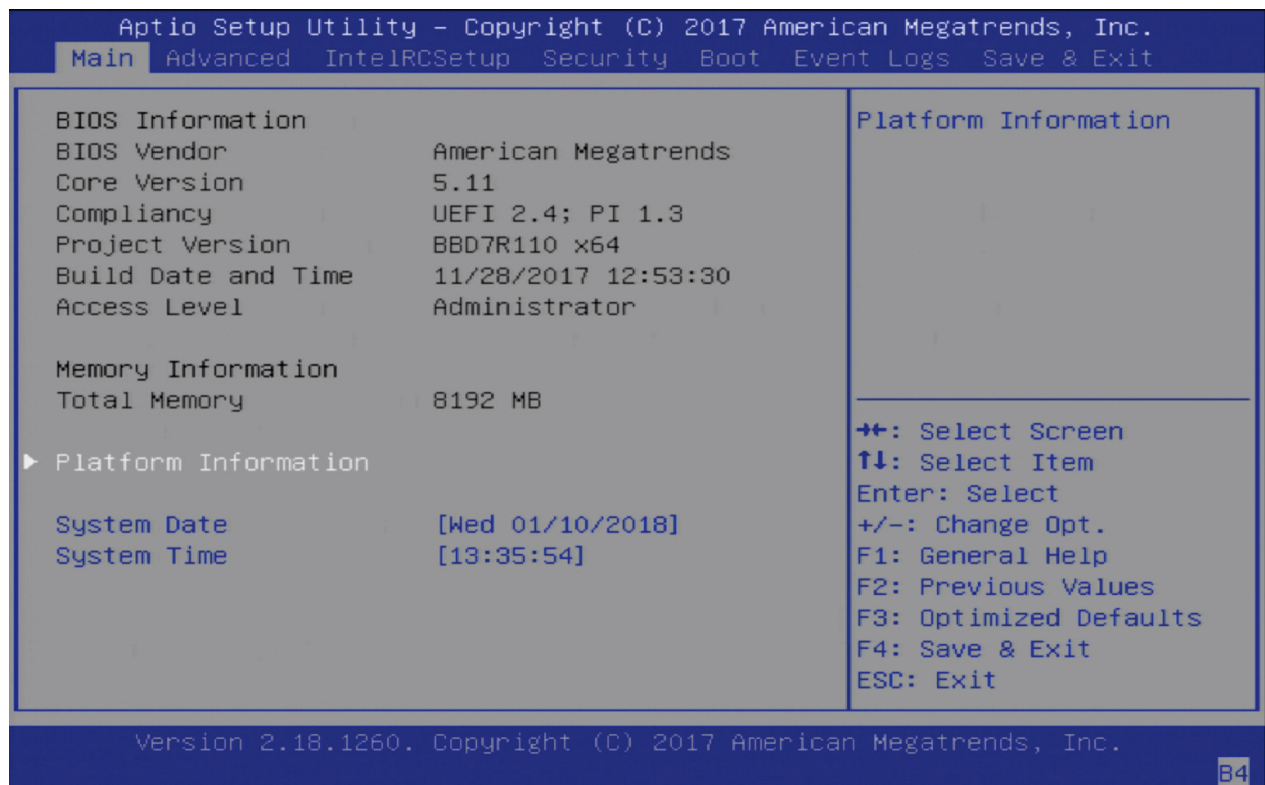 Aptio Setup Utility – Copyright (C) 2017 American Megatrends, Inc.
Main Advanced IntelRCSetup Security Boot Event Logs Save & Exit
BIOS Information
BIOS Vendor American Megatrends
Core Version 5.11
Compliancy UEFI 2.4; PI 1.3
Project Version BBD7R110 x64
Build Date and Time 11/28/2017 12:53:30
Access Level Administrator
Memory Information
Total Memory 8192 MB
▶ Platform Information
System Date [Wed 01/10/2018]
System Time [13:35:54]
Platform Information
→←: Select Screen
↑↓: Select Item
Enter: Select
+/-: Change Opt.
F1: General Help
F2: Previous Values
F3: Optimized Defaults
F4: Save & Exit
ESC: Exit
Version 2.18.1260. Copyright (C) 2017 American Megatrends, Inc.
B4